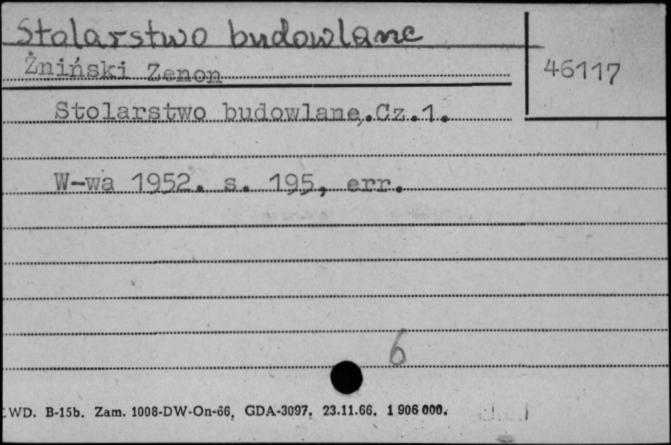 Stolarstwo budowlane
Żniński Zenon
46117
Stolarstwo budowlane.Cz.1.
W-wa 1952. s. 195, err.
6
WD. B-15b. Zam. 1008-DW-On-66. GDA-3097. 23.11.66. 1 906 000.